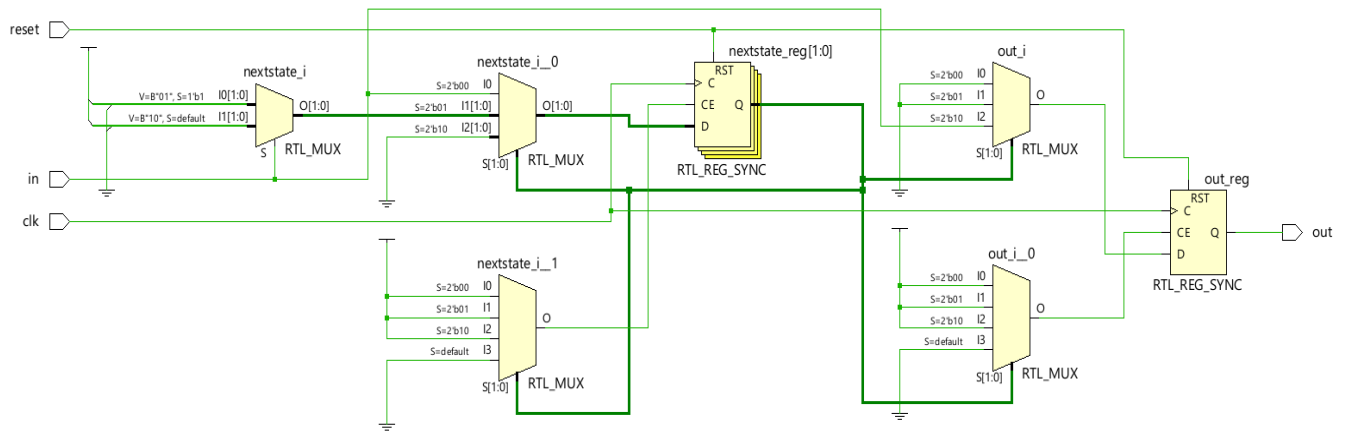 reset
nextstate_i
V=B"01", S=1'b1 I0[1:0]
V=B"10", S=default I1[1:0]
O[1:0]
S
RTL_MUX
in
clk
nextstate_i__0
S=2'b00 I0
S=2'b01 I1[1:0]
S=2'b10 I2[1:0]
O[1:0]
S[1:0]
RTL_MUX
nextstate_reg[1:0]
RST
C
CE
Q
D
RTL_REG_SYNC
out_i
S=2'b00 I0
S=2'b01 I1
S=2'b10 I2
O
S[1:0]
RTL_MUX
nextstate_i__1
S=2'b00 I0
S=2'b01 I1
S=2'b10 I2
S=default I3
O
S[1:0]
RTL_MUX
out_i__0
S=2'b00 I0
S=2'b01 I1
S=2'b10 I2
S=default I3
O
S[1:0]
RTL_MUX
out_reg
RST
C
CE
Q
D
RTL_REG_SYNC
out